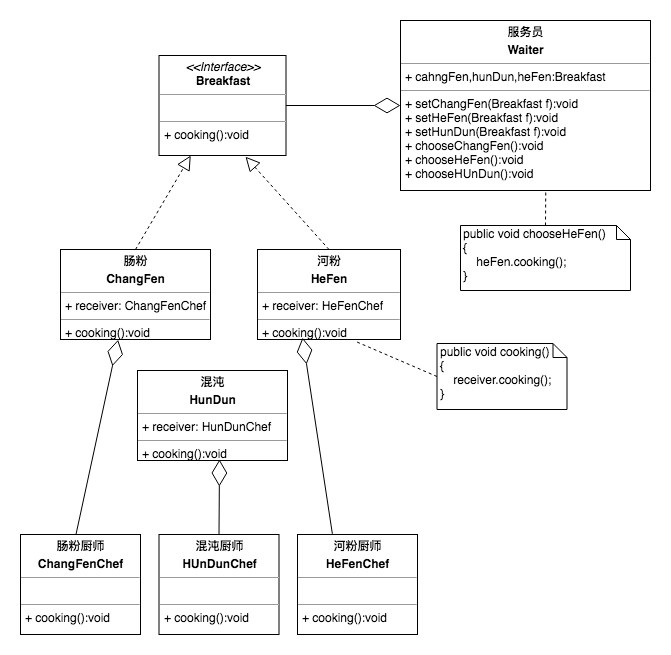 服务员
Waiter
+ cahngFen,hunDun,heFen:Breakfast
+ setChangFen(Breakfast f):void
+ setHeFen(Breakfast f):void
+ setHunDun(Breakfast f):void
+ chooseChangFen():void
+ chooseHeFen():void
+ chooseHUnDun():void
<<Interface>>
Breakfast
+ cooking():void
public void chooseHeFen()
{
heFen.cooking();
}
肠粉
ChangFen
+ receiver: ChangFenChef
+ cooking():void
河粉
HeFen
+ receiver: HeFenChef
+ cooking():void
public void cooking()
{
receiver.cooking();
}
混沌
HunDun
+ receiver: HunDunChef
+ cooking():void
肠粉厨师
ChangFenChef
+ cooking():void
混沌厨师
HUnDunChef
+ cooking():void
河粉厨师
HeFenChef
+ cooking():void